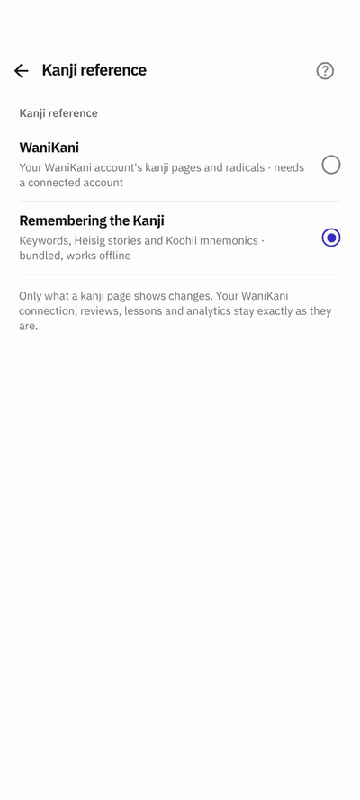 Kanji reference
Kanji reference
WaniKani
Your WaniKani account's kanji pages and radicals · needs
a connected account
Remembering the Kanji
Keywords, Heisig stories and Kochii mnemonics ·
bundled, works offline
Only what a kanji page shows changes. Your WaniKani
connection, reviews, lessons and analytics stay exactly as they
are.